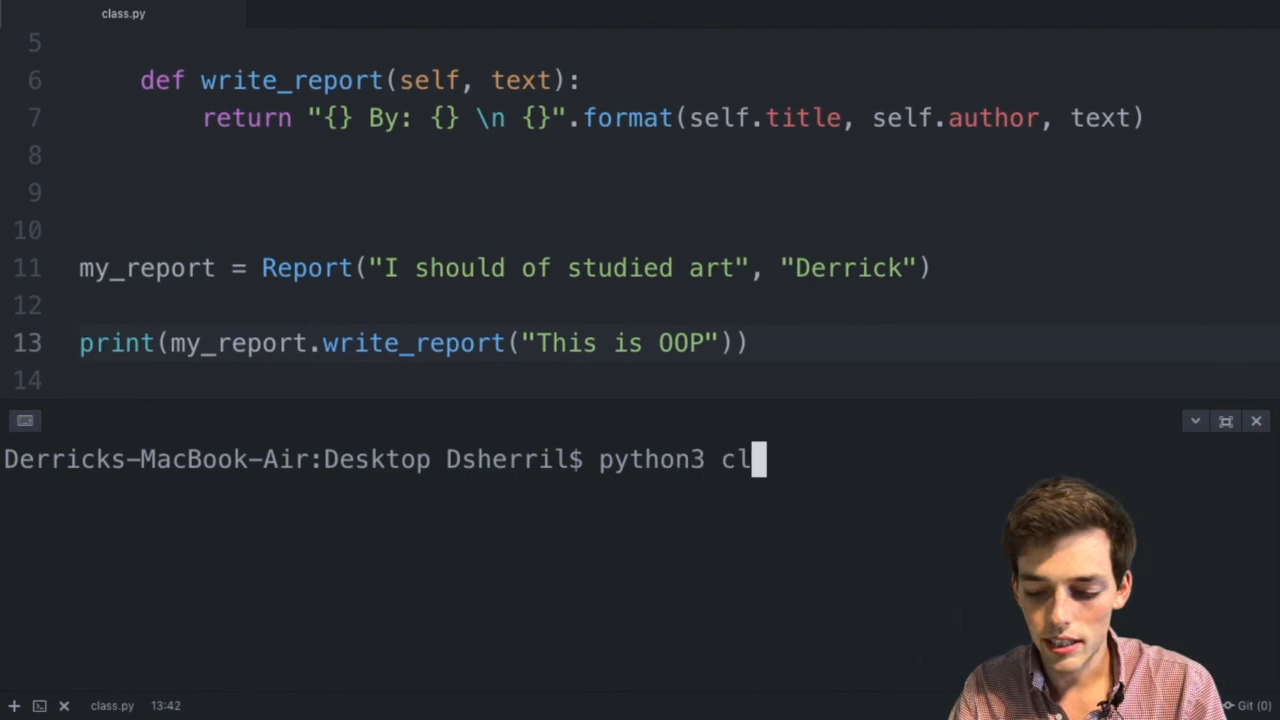 class.py
5
6 def write_report(self, text):
7 return "{} By: {} \n {}".format(self.title, self.author, text)
8
9
10
11 my_report = Report("I should of studied art", "Derrick")
12
13 print(my_report.write_report("This is OOP"))
14
Derricks-MacBook-Air:Desktop Dsherril$ python3 cl
class.py 13:42 Git (0)